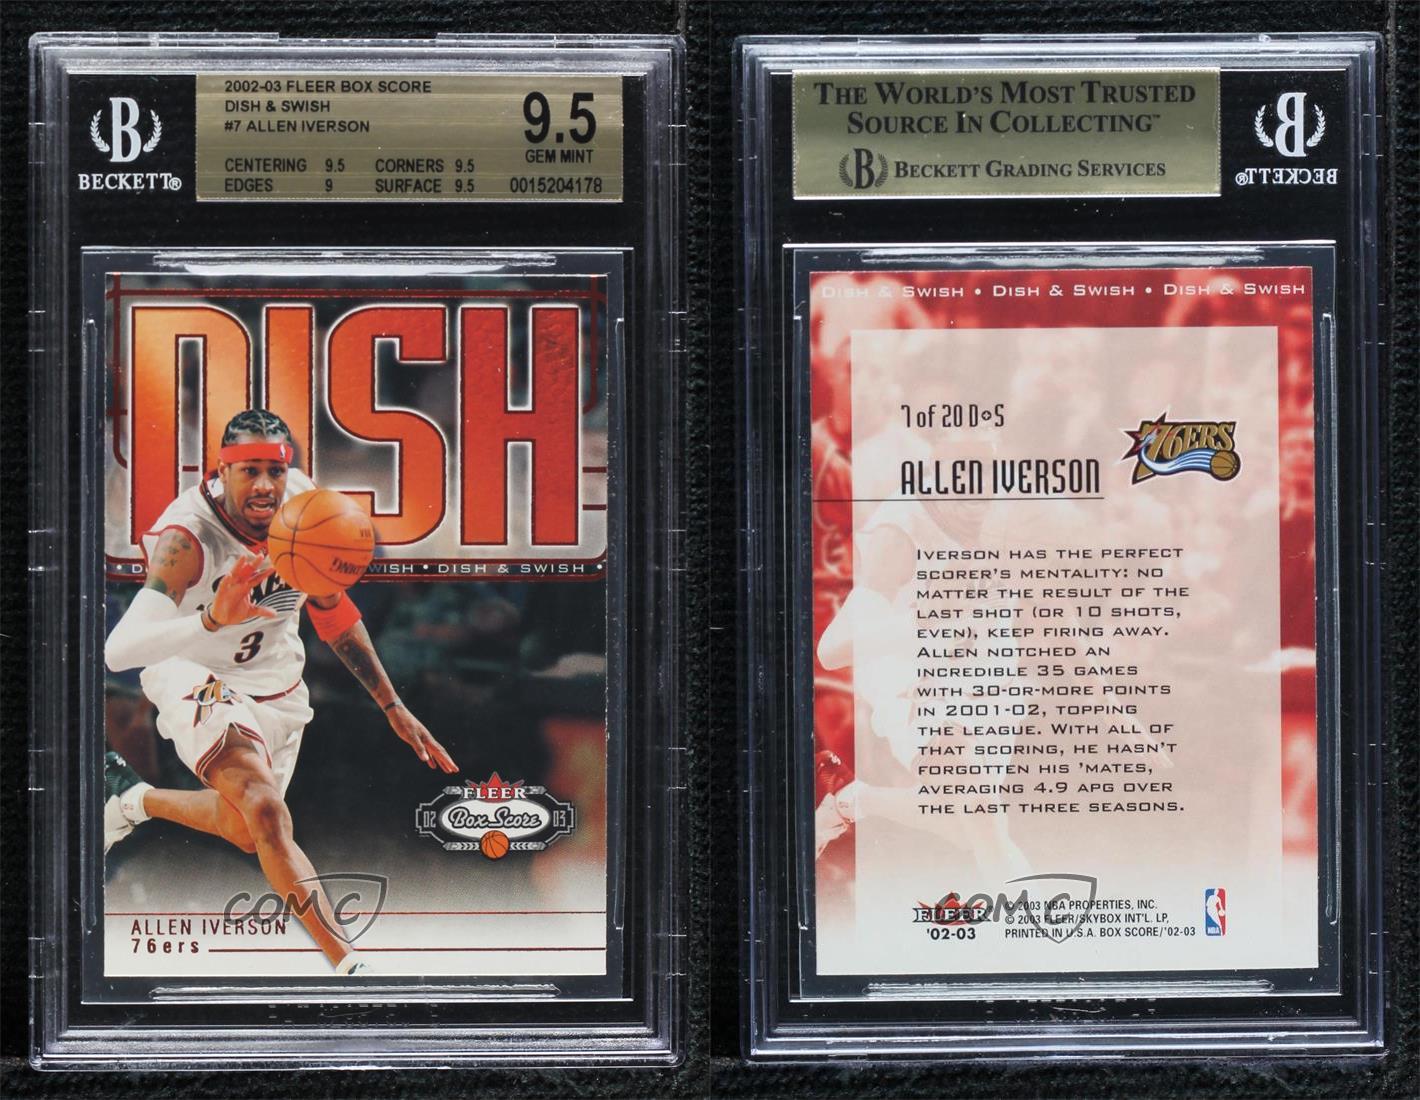 BECKETT®
2002-03 FLEER BOX SCORE
DISH & SWISH
#7 ALLEN IVERSON
9.5
GEM MINT
CENTERING 9.5 CORNERS 9.5
EDGES 9 SURFACE 9.5
0015204178
DISH
WISH • DISH & SWISH •
3
FLEER
02 Box Score 03
COMC
ALLEN IVERSON
76ers
THE WORLD'S MOST TRUSTED
SOURCE IN COLLECTING™
B BECKETT GRADING SERVICES
BECKETT®
DISH & SWISH • DISH & SWISH • DISH & SWISH
7 of 20 D+S
76ERS
ALLEN IVERSON
IVERSON HAS THE PERFECT
SCORER'S MENTALITY: NO
MATTER THE RESULT OF THE
LAST SHOT (OR 10 SHOTS,
EVEN), KEEP FIRING AWAY.
ALLEN NOTCHED AN
INCREDIBLE 35 GAMES
WITH 30-OR-MORE POINTS
IN 2001-02, TOPPING
THE LEAGUE. WITH ALL OF
THAT SCORING, HE HASN'T
FORGOTTEN HIS 'MATES,
AVERAGING 4.9 APG OVER
THE LAST THREE SEASONS.
COMC
FLEER
'02-03
© 2003 NBA PROPERTIES, INC.
© 2003 FLEER/SKYBOX INT'L. LP,
PRINTED IN U.S.A. BOX SCORE/'02-03
NBA